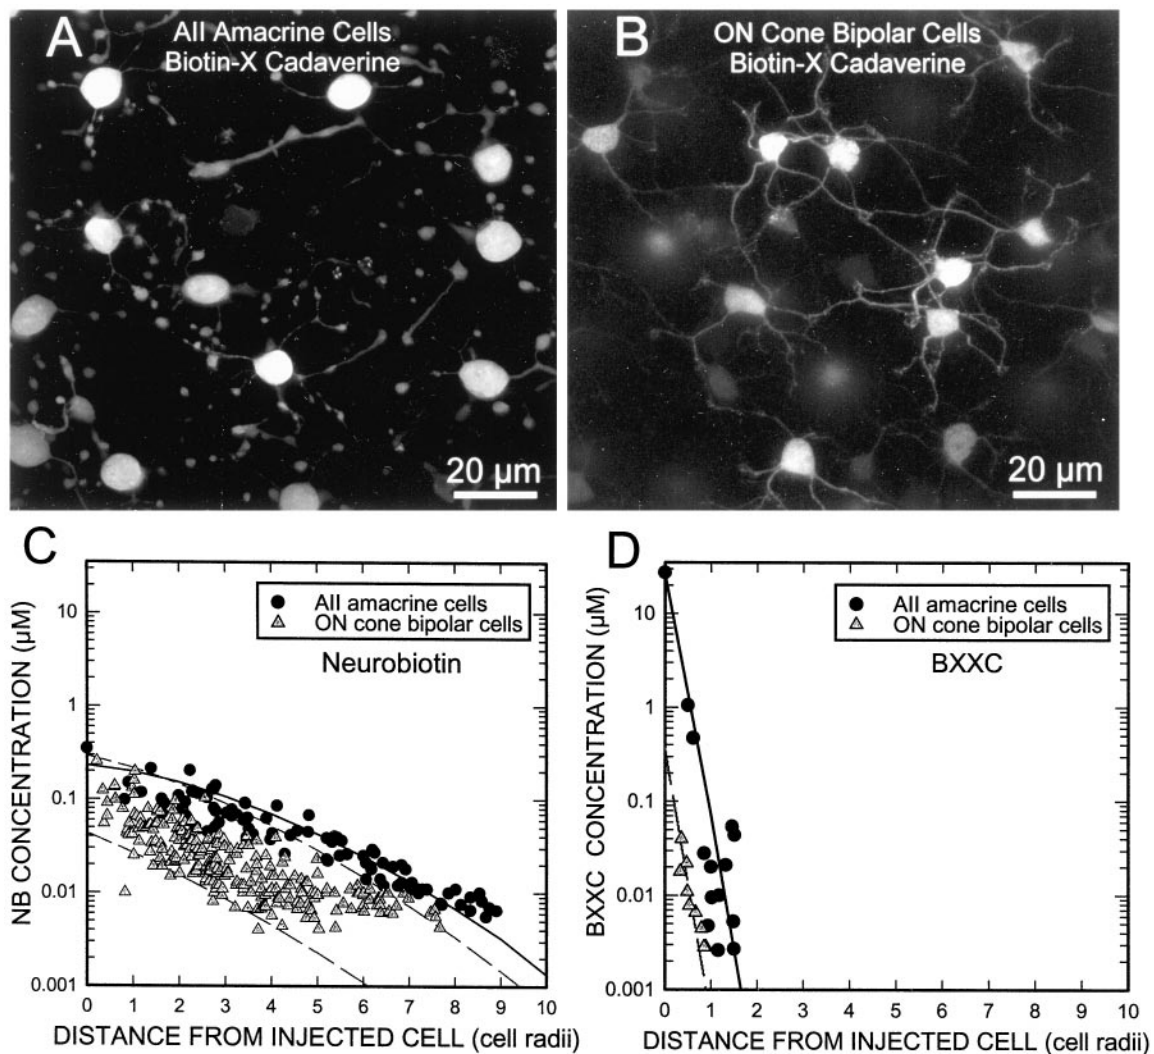 A
AII Amacrine Cells
Biotin-X Cadaverine
20 µm
B
ON Cone Bipolar Cells
Biotin-X Cadaverine
20 µm
C
NB CONCENTRATION (µM)
10
1
0.1
0.01
0.001
AII amacrine cells
ON cone bipolar cells
Neurobiotin
0 1 2 3 4 5 6 7 8 9 10
DISTANCE FROM INJECTED CELL (cell radii)
D
BXXC CONCENTRATION (µM)
10
1
0.1
0.01
0.001
AII amacrine cells
ON cone bipolar cells
BXXC
0 1 2 3 4 5 6 7 8 9 10
DISTANCE FROM INJECTED CELL (cell radii)